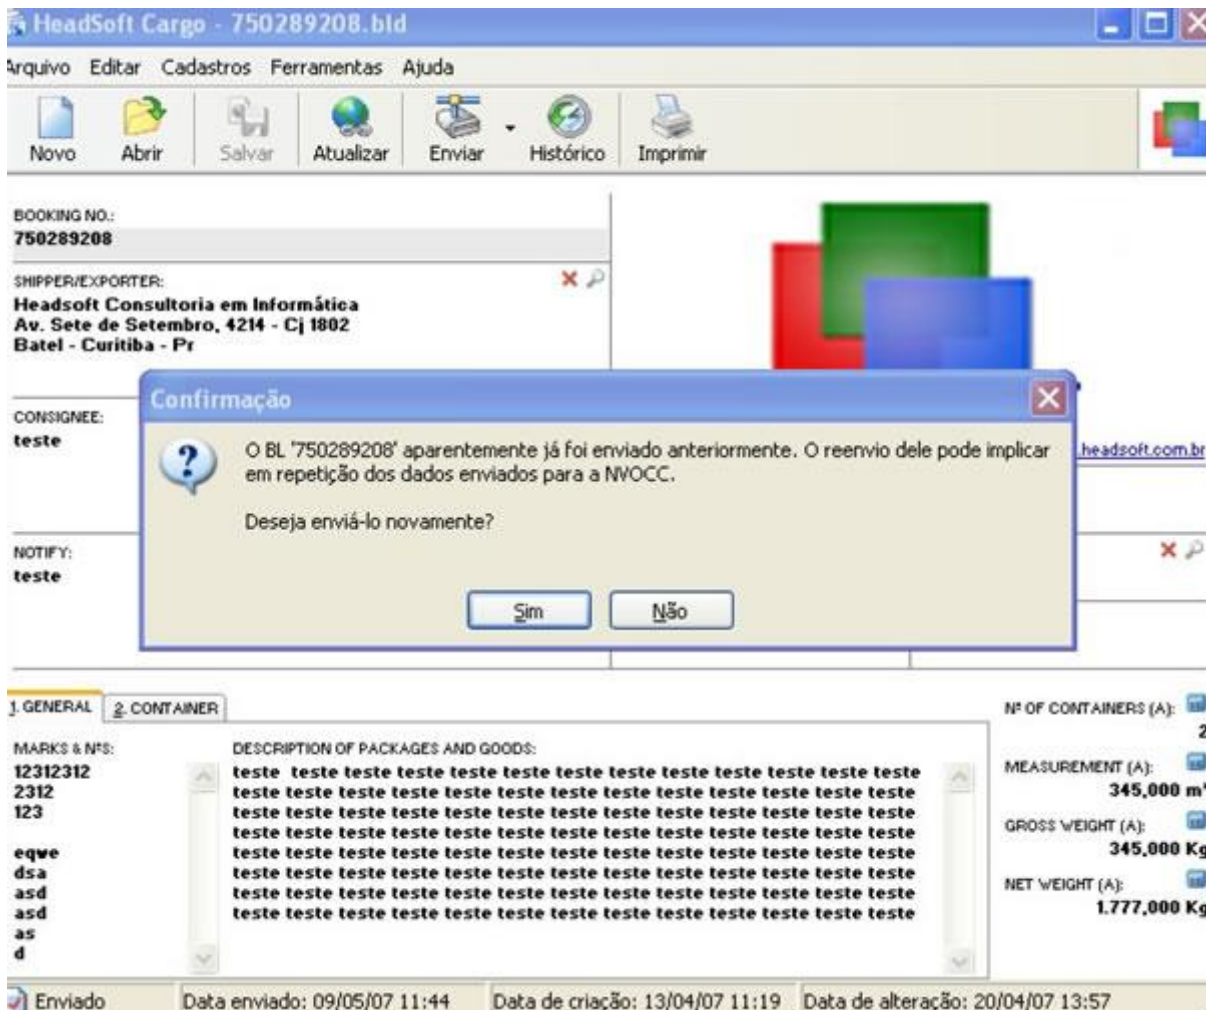 HeadSoft Cargo - 750289208.bld
Arquivo Editar Cadastros Ferramentas Ajuda
Novo Abrir Salvar Atualizar Enviar Histórico Imprimir
BOOKING NO.:
750289208
SHIPPER/EXPORTER:
Headsoft Consultoria em Informática
Av. Sete de Setembro, 4214 - Cj 1802
Batel - Curitiba - Pr
Confirmação
CONSIGNEE:
teste
O BL '750289208' aparentemente já foi enviado anteriormente. O reenvio dele pode implicar
em repetição dos dados enviados para a NVOCC.
Deseja enviá-lo novamente?
Sim Não
.headsoft.com.br
NOTIFY:
teste
1. GENERAL 2. CONTAINER
MARKS & NºS:
12312312
2312
123
eqwe
dsa
asd
asd
as
d
DESCRIPTION OF PACKAGES AND GOODS:
teste teste teste teste teste teste teste teste teste teste teste teste teste
teste teste teste teste teste teste teste teste teste teste teste teste teste
teste teste teste teste teste teste teste teste teste teste teste teste teste
teste teste teste teste teste teste teste teste teste teste teste teste teste
teste teste teste teste teste teste teste teste teste teste teste teste teste
teste teste teste teste teste teste teste teste teste teste teste teste teste
teste teste teste teste teste teste teste teste teste teste teste teste teste
teste teste teste teste teste teste teste teste teste teste teste teste teste
Nº OF CONTAINERS (A):
2
MEASUREMENT (A):
345,000 m³
GROSS WEIGHT (A):
345,000 Kg
NET WEIGHT (A):
1.777,000 Kg
Enviado Data enviado: 09/05/07 11:44 Data de criação: 13/04/07 11:19 Data de alteração: 20/04/07 13:57